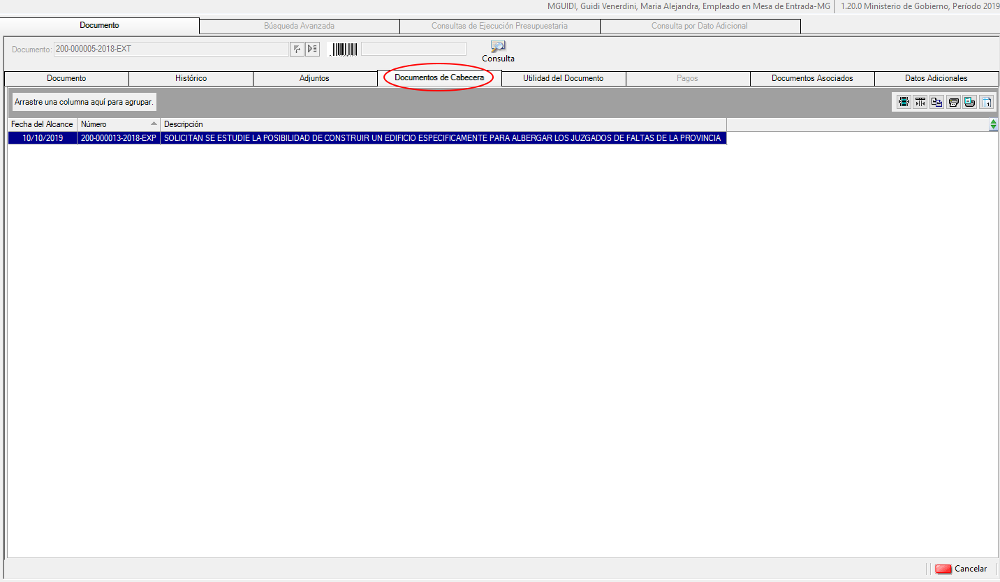 MGUIDI, Guidi Venerdini, Maria Alejandra, Empleado en Mesa de Entrada-MG 1.20.0 Ministerio de Gobierno, Período 2019
Documento Búsqueda Avanzada Consultas de Ejecución Presupuestaria Consulta por Dato Adicional
Documento: 200-000005-2018-EXT
Consulta
Documento Histórico Adjuntos Documentos de Cabecera Utilidad del Documento Pagos Documentos Asociados Datos Adicionales
Arrastre una columna aquí para agrupar.
Fecha del Alcance Número Descripción
10/10/2019 200-000013-2018-EXP SOLICITAN SE ESTUDIE LA POSIBILIDAD DE CONSTRUIR UN EDIFICIO ESPECIFICAMENTE PARA ALBERGAR LOS JUZGADOS DE FALTAS DE LA PROVINCIA
Cancelar